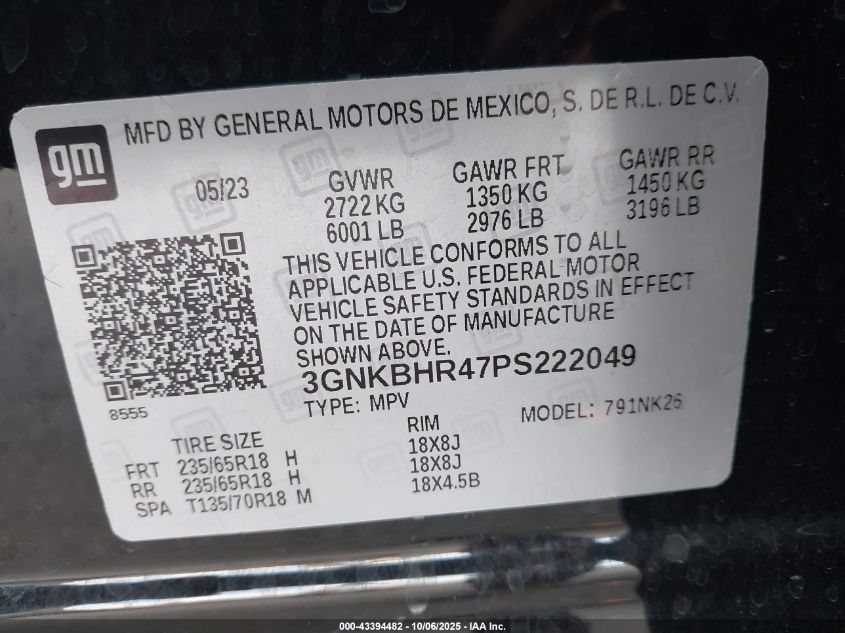 gm
MFD BY GENERAL MOTORS DE MEXICO, S. DE R.L. DE C.V.
05/23
GVWR
2722 KG
6001 LB
GAWR FRT
1350 KG
2976 LB
GAWR RR
1450 KG
3196 LB
THIS VEHICLE CONFORMS TO ALL
APPLICABLE U.S. FEDERAL MOTOR
VEHICLE SAFETY STANDARDS IN EFFECT
ON THE DATE OF MANUFACTURE
SHOWN ABOVE.
3GNKBHR47PS222049
8555
TYPE: MPV
MODEL: 791NK26
TIRE SIZE
RIM
FRT 235/65R18 H 18X8J
RR 235/65R18 H 18X8J
SPA T135/70R18 M 18X4.5B
000-43394482 - 10/06/2025 - IAA Inc.